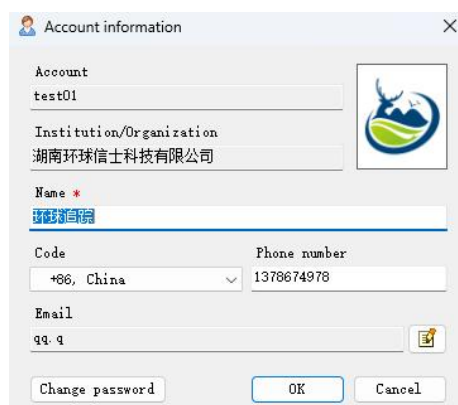 Account information
Account
test01
Institution/Organization
湖南环球信士科技有限公司
Name *
环球追踪
Code
Phone number
+86, China
1378674978
Email
qq.q
Change password
OK
Cancel